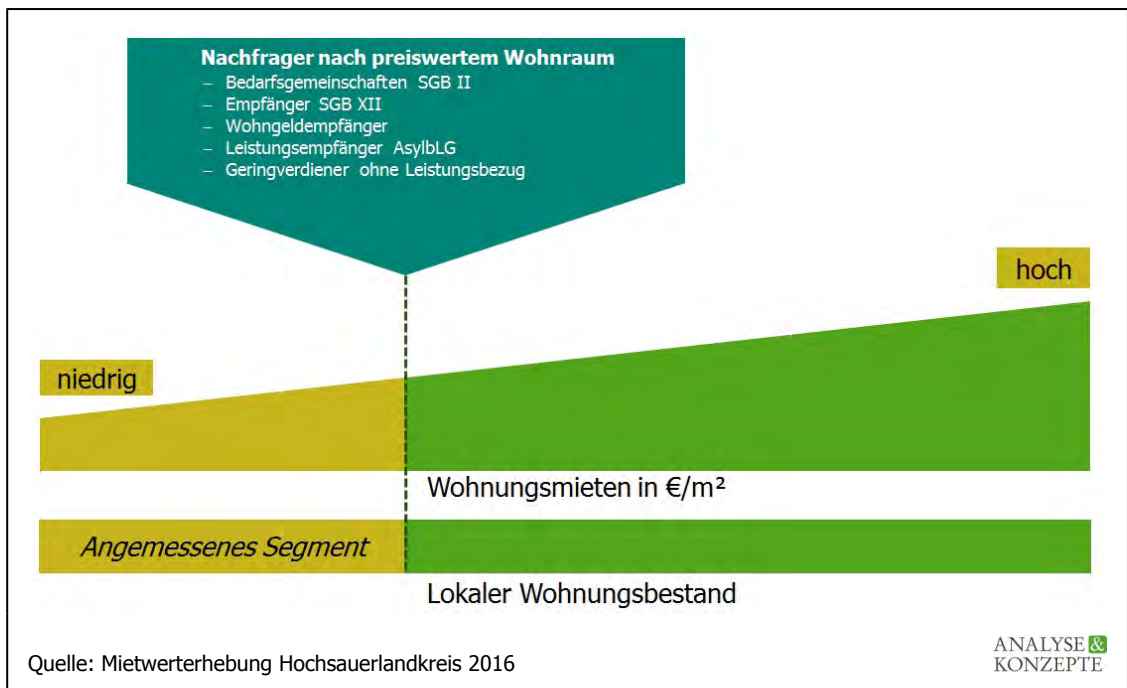 Nachfrager nach preiswertem Wohnraum
– Bedarfsgemeinschaften SGB II
– Empfänger SGB XII
– Wohngeldempfänger
– Leistungsempfänger AsylbLG
– Geringverdiener ohne Leistungsbezug
hoch
niedrig
Wohnungsmieten in €/m²
Angemessenes Segment
Lokaler Wohnungsbestand
Quelle: Mietwerterhebung Hochsauerlandkreis 2016
ANALYSE &
KONZEPTE